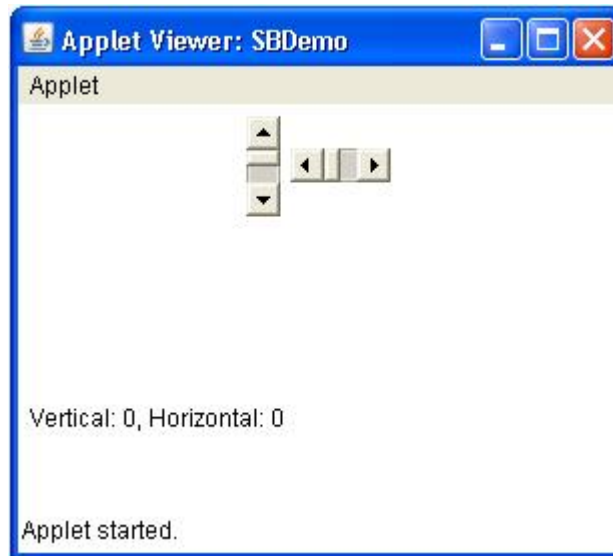 Applet Viewer: SBDemo
Applet
Vertical: 0, Horizontal: 0
Applet started.